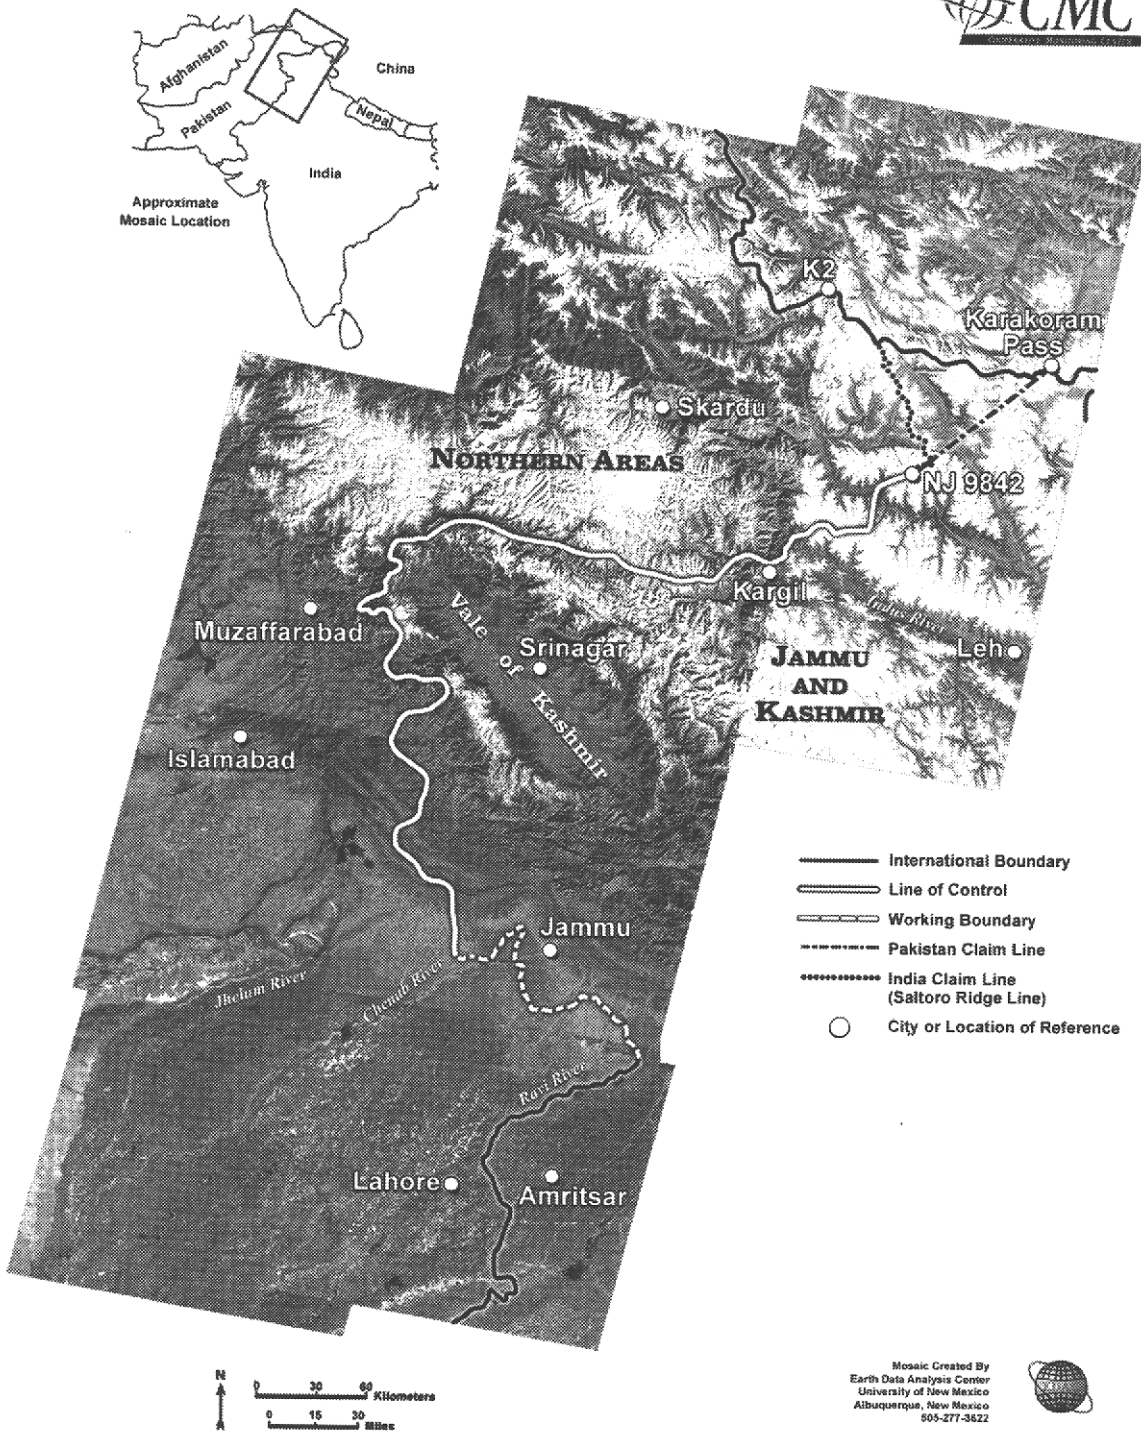 CMC
Afghanistan
China
Pakistan
Nepal
India
Approximate
Mosaic Location
K2
Karakoram
Pass
Skardu
NORTHERN AREAS
NJ 9842
Kargil
Muzaffarabad
Vale of Kashmir
Srinagar
Indus River
Leh
JAMMU
AND
KASHMIR
Islamabad
International Boundary
Line of Control
Working Boundary
Pakistan Claim Line
India Claim Line
(Saltoro Ridge Line)
City or Location of Reference
Jammu
Jhelum River
Chenab River
Ravi River
Lahore
Amritsar
N
0 30 60 Kilometers
0 15 30 Miles
Mosaic Created By
Earth Data Analysis Center
University of New Mexico
Albuquerque, New Mexico
505-277-3622